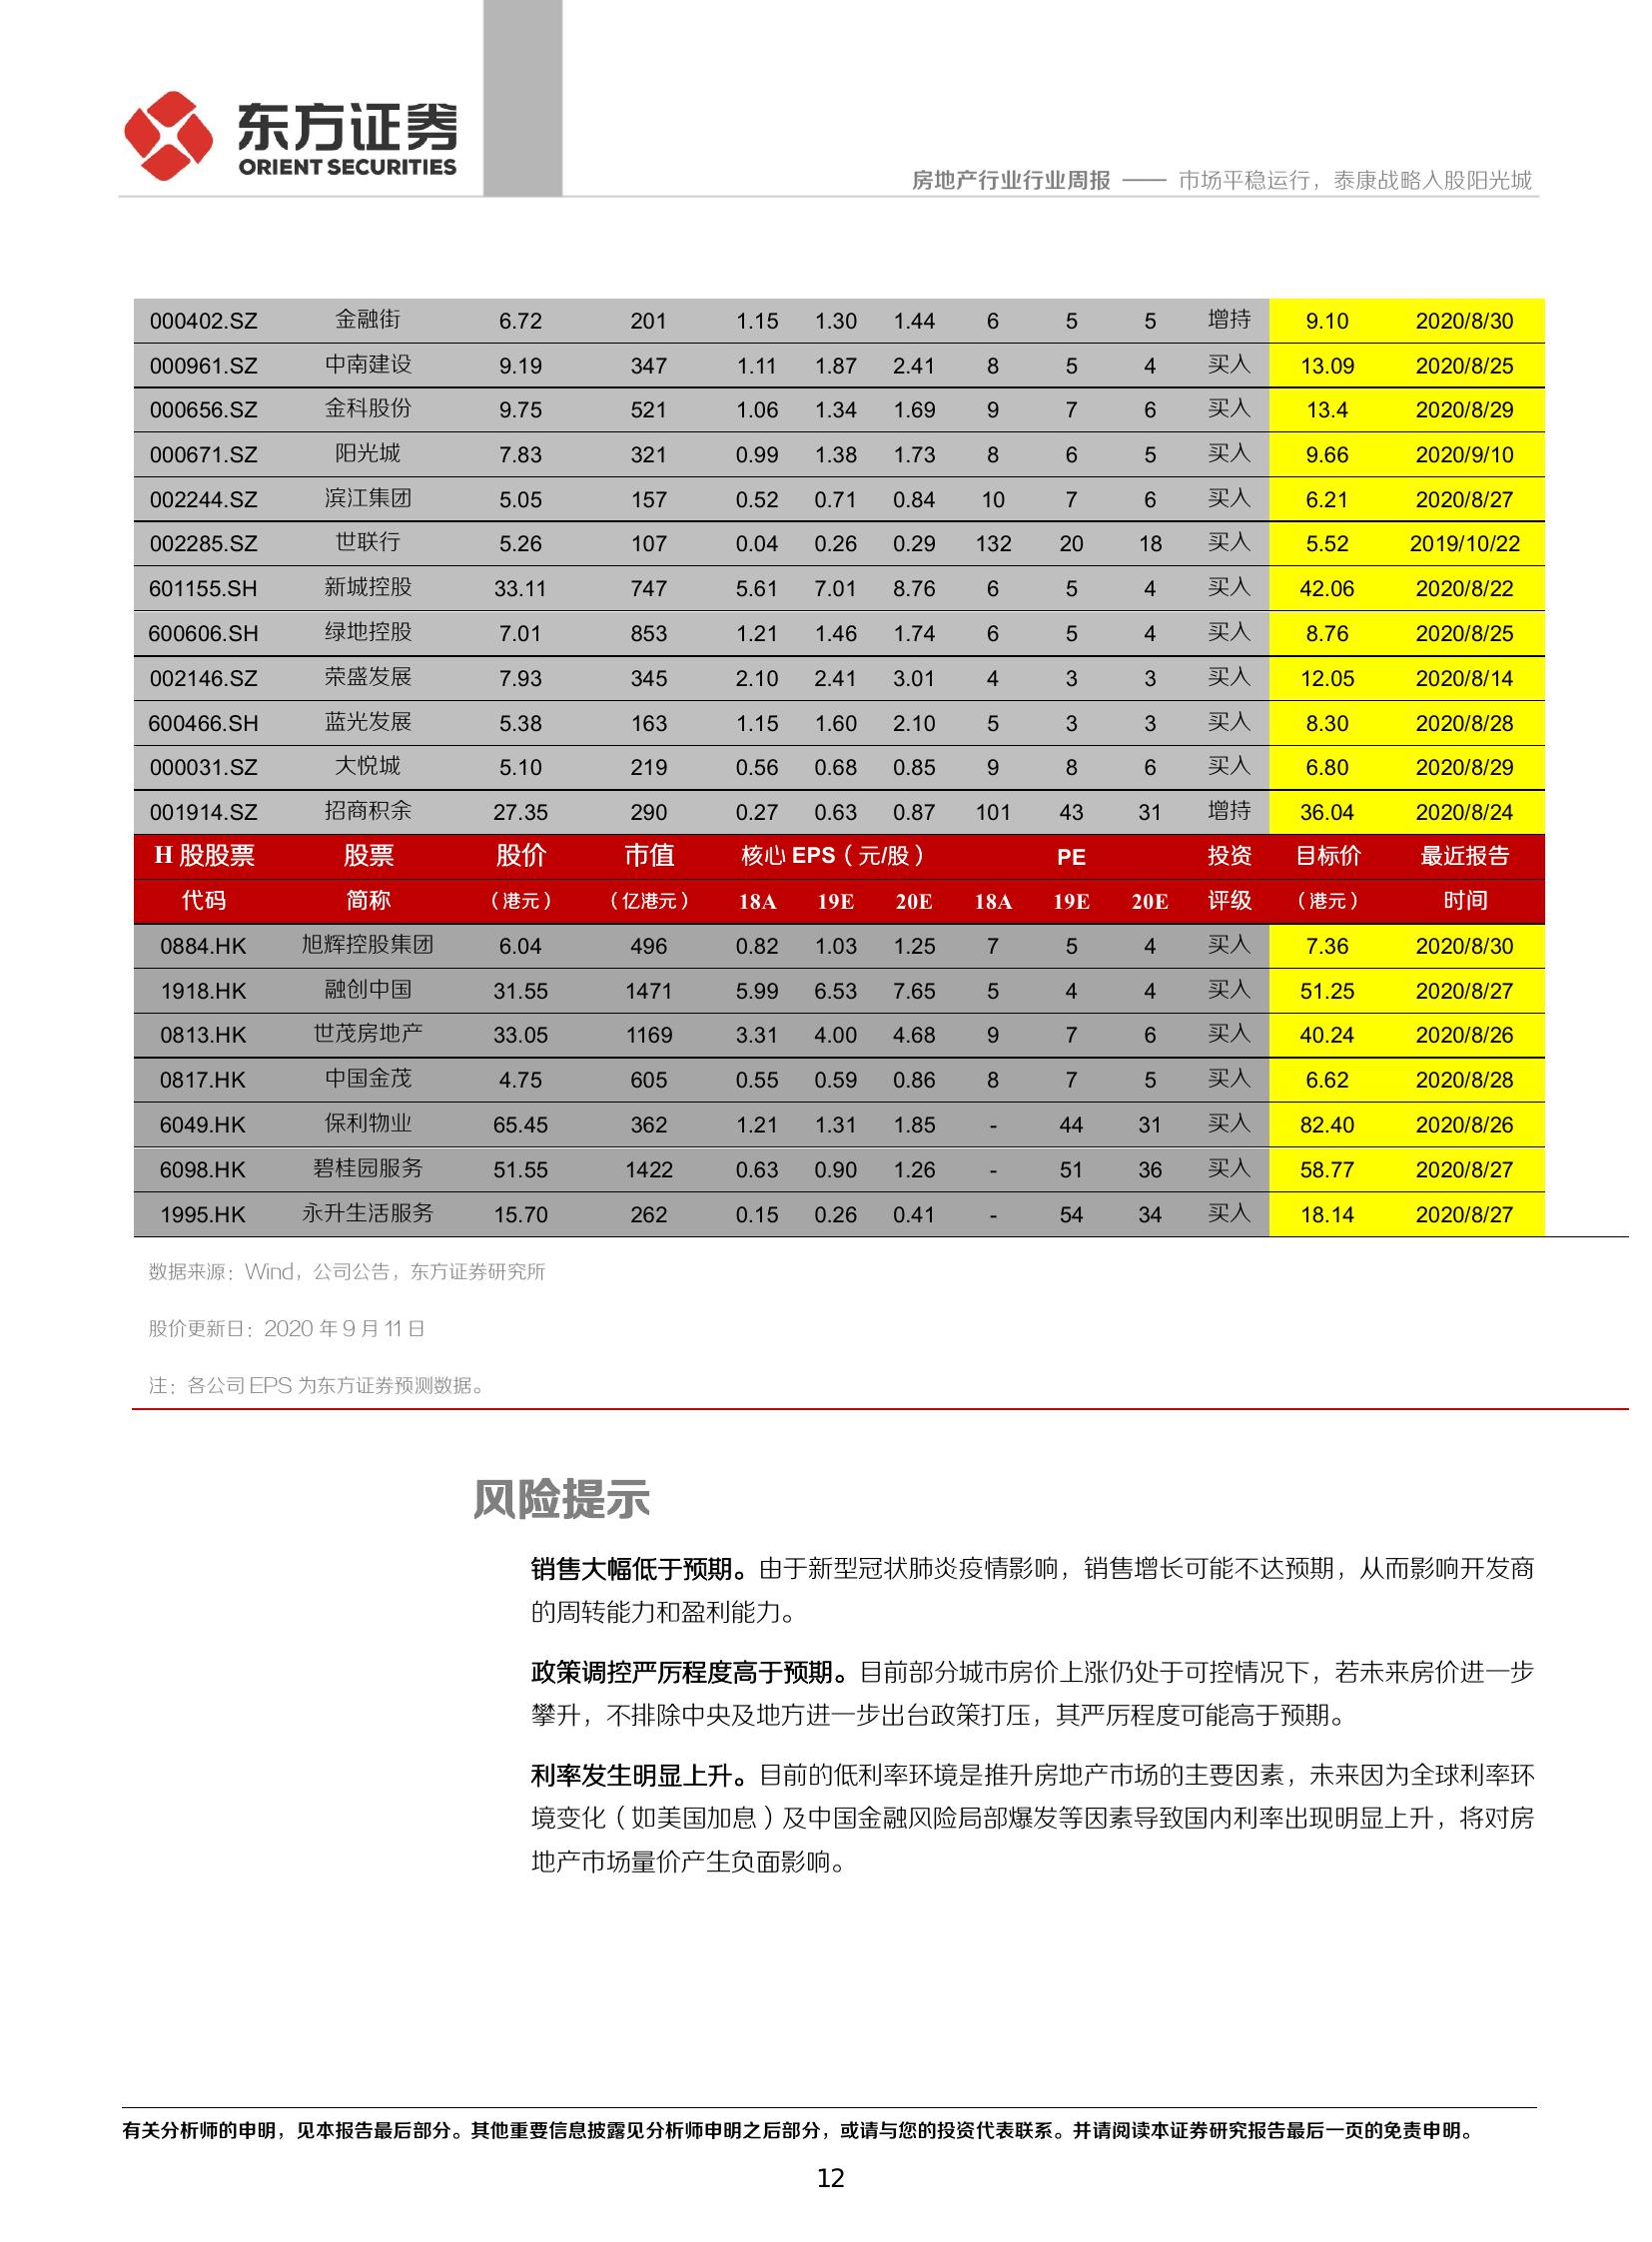 东方证券
ORIENT SECURITIES
房地产行业行业周报 —— 市场平稳运行，泰康战略入股阳光城
000402.SZ 金融街 6.72 201 1.15 1.30 1.44 6 5 5 增持 9.10 2020/8/30
000961.SZ 中南建设 9.19 347 1.11 1.87 2.41 8 5 4 买入 13.09 2020/8/25
000656.SZ 金科股份 9.75 521 1.06 1.34 1.69 9 7 6 买入 13.4 2020/8/29
000671.SZ 阳光城 7.83 321 0.99 1.38 1.73 8 6 5 买入 9.66 2020/9/10
002244.SZ 滨江集团 5.05 157 0.52 0.71 0.84 10 7 6 买入 6.21 2020/8/27
002285.SZ 世联行 5.26 107 0.04 0.26 0.29 132 20 18 买入 5.52 2019/10/22
601155.SH 新城控股 33.11 747 5.61 7.01 8.76 6 5 4 买入 42.06 2020/8/22
600606.SH 绿地控股 7.01 853 1.21 1.46 1.74 6 5 4 买入 8.76 2020/8/25
002146.SZ 荣盛发展 7.93 345 2.10 2.41 3.01 4 3 3 买入 12.05 2020/8/14
600466.SH 蓝光发展 5.38 163 1.15 1.60 2.10 5 3 3 买入 8.30 2020/8/28
000031.SZ 大悦城 5.10 219 0.56 0.68 0.85 9 8 6 买入 6.80 2020/8/29
001914.SZ 招商积余 27.35 290 0.27 0.63 0.87 101 43 31 增持 36.04 2020/8/24
H 股股票 股票 股价 市值 核心 EPS（元/股） PE 投资 目标价 最近报告
代码 简称 （港元） （亿港元） 18A 19E 20E 18A 19E 20E 评级 （港元） 时间
0884.HK 旭辉控股集团 6.04 496 0.82 1.03 1.25 7 5 4 买入 7.36 2020/8/30
1918.HK 融创中国 31.55 1471 5.99 6.53 7.65 5 4 4 买入 51.25 2020/8/27
0813.HK 世茂房地产 33.05 1169 3.31 4.00 4.68 9 7 6 买入 40.24 2020/8/26
0817.HK 中国金茂 4.75 605 0.55 0.59 0.86 8 7 5 买入 6.62 2020/8/28
6049.HK 保利物业 65.45 362 1.21 1.31 1.85 - 44 31 买入 82.40 2020/8/26
6098.HK 碧桂园服务 51.55 1422 0.63 0.90 1.26 - 51 36 买入 58.77 2020/8/27
1995.HK 永升生活服务 15.70 262 0.15 0.26 0.41 - 54 34 买入 18.14 2020/8/27
数据来源：Wind，公司公告，东方证券研究所
股价更新日：2020 年 9 月 11 日
注：各公司 EPS 为东方证券预测数据。
风险提示
销售大幅低于预期。由于新型冠状肺炎疫情影响，销售增长可能不达预期，从而影响开发商
的周转能力和盈利能力。
政策调控严厉程度高于预期。目前部分城市房价上涨仍处于可控情况下，若未来房价进一步
攀升，不排除中央及地方进一步出台政策打压，其严厉程度可能高于预期。
利率发生明显上升。目前的低利率环境是推升房地产市场的主要因素，未来因为全球利率环
境变化（如美国加息）及中国金融风险局部爆发等因素导致国内利率出现明显上升，将对房
地产市场量价产生负面影响。
有关分析师的申明，见本报告最后部分。其他重要信息披露见分析师申明之后部分，或请与您的投资代表联系。并请阅读本证券研究报告最后一页的免责申明。
12